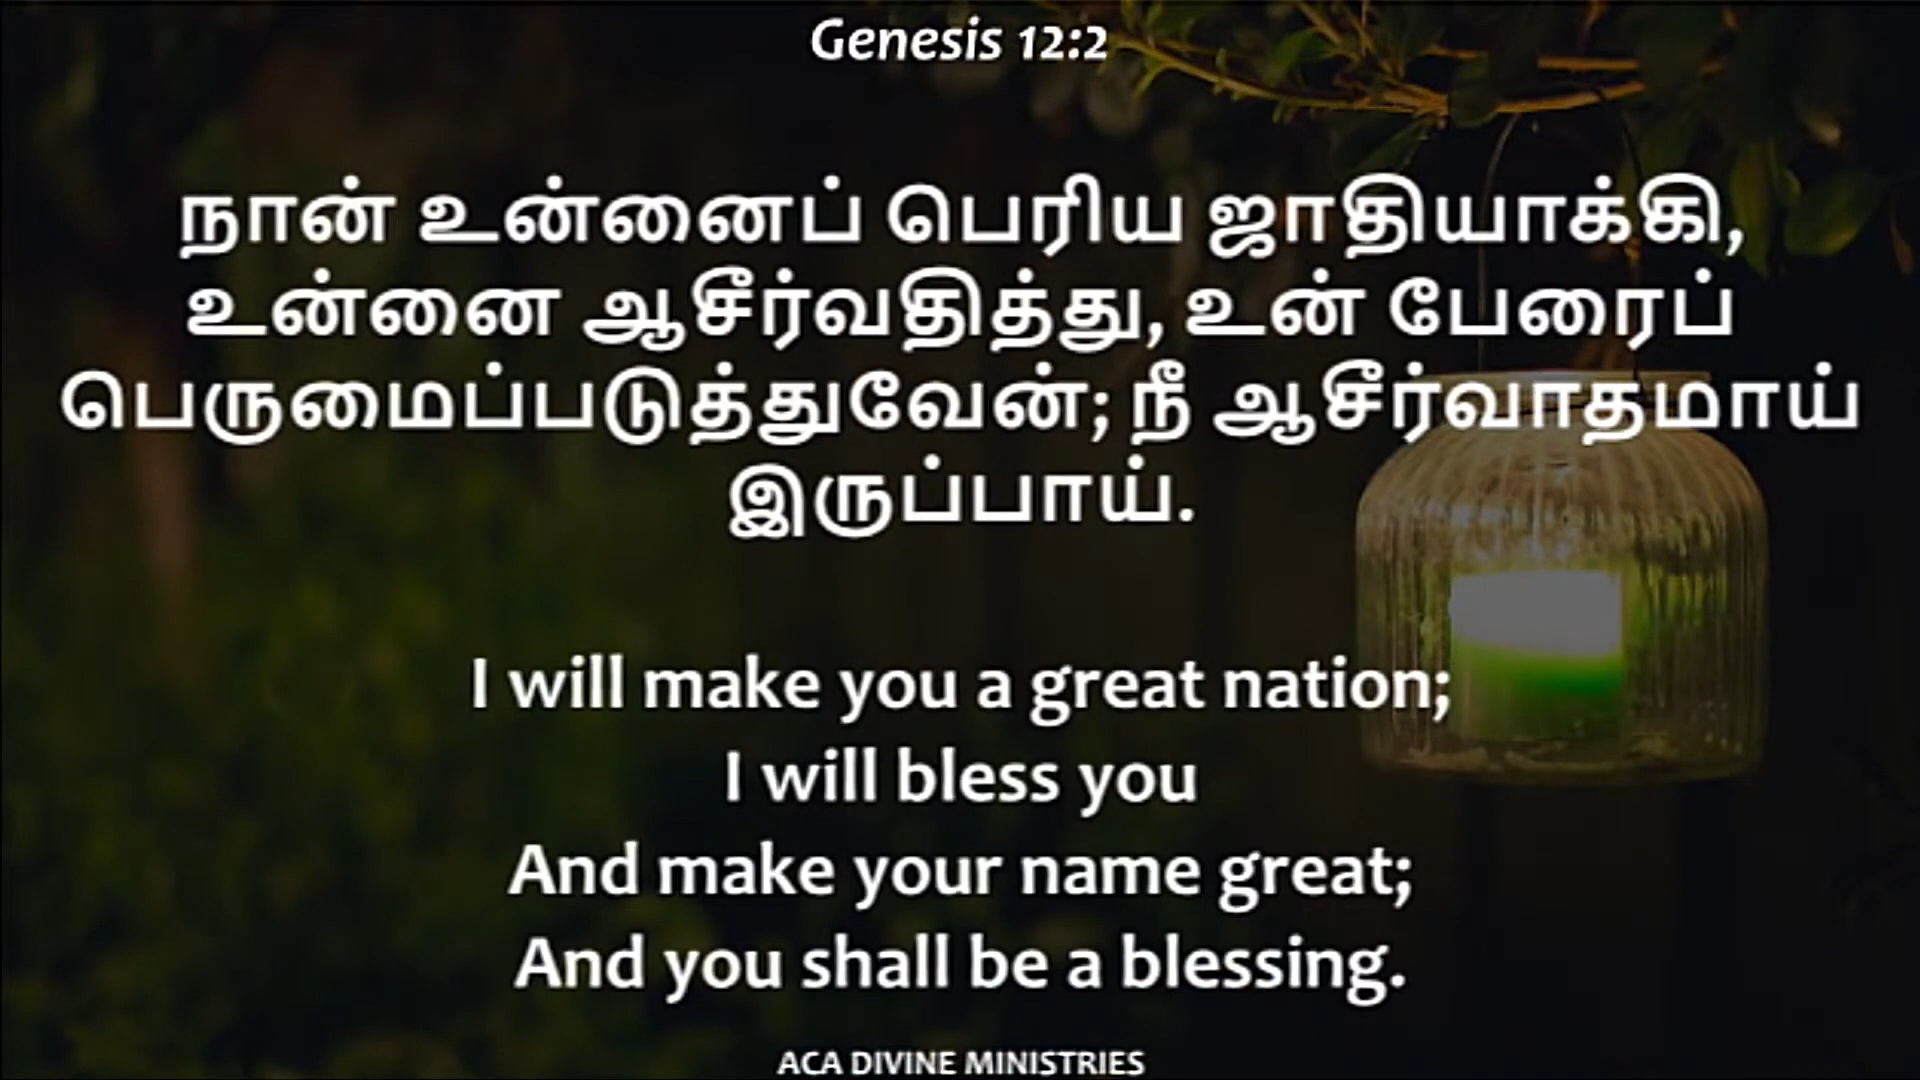 Genesis 12:2
நான் உன்னைப் பெரிய ஜாதியாக்கி,
உன்னை ஆசீர்வதித்து, உன் பேரைப்
பெருமைப்படுத்துவேன்; நீ ஆசீர்வாதமாய்
இருப்பாய்.
I will make you a great nation;
I will bless you
And make your name great;
And you shall be a blessing.
ACA DIVINE MINISTRIES